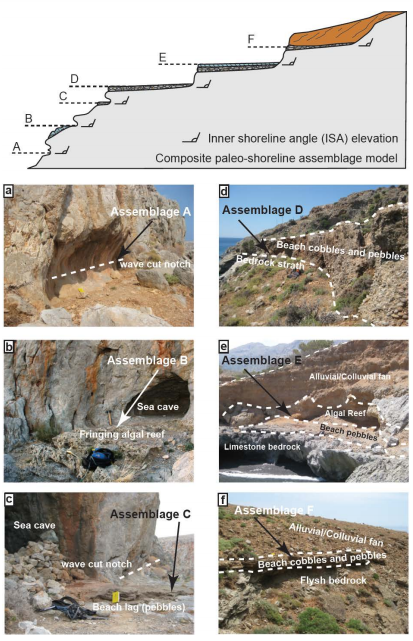 F
E
D
C
B
A
Inner shoreline angle (ISA) elevation
Composite paleo-shoreline assemblage model
a
Assemblage A
wave cut notch
b
Assemblage B
Sea cave
Fringing algal reef
c
Assemblage C
Sea cave
wave cut notch
Beach lag (pebbles)
d
Assemblage D
Beach cobbles and pebbles
Bedrock strath
e
Alluvial/Colluvial fan
Assemblage E
Algal Reef
Beach pebbles
Limestone bedrock
f
Assemblage F
Alluvial/Colluvial fan
Beach cobbles and pebbles
Flysh bedrock